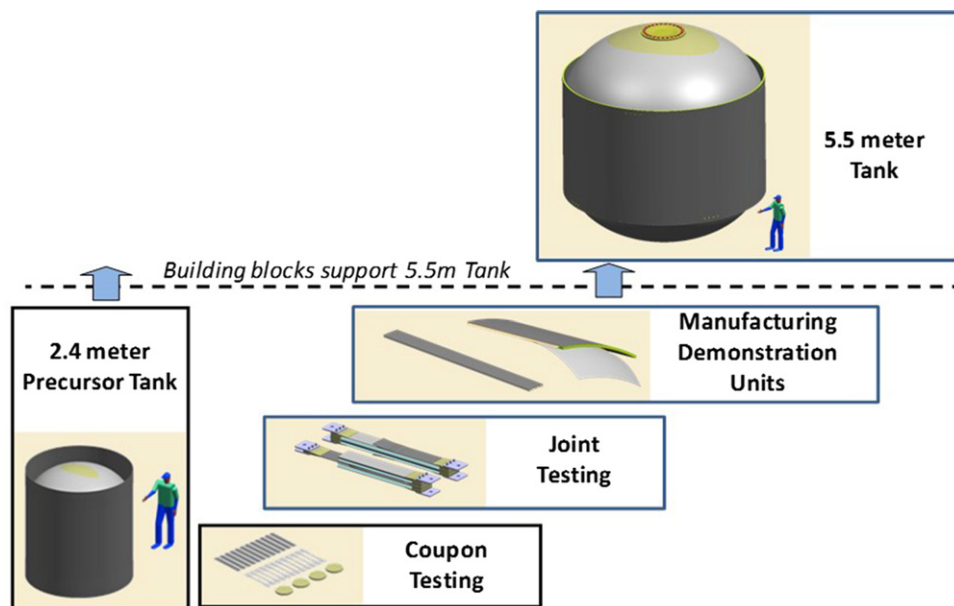 5.5 meter
Tank
Building blocks support 5.5m Tank
2.4 meter
Precursor Tank
Manufacturing
Demonstration
Units
Joint
Testing
Coupon
Testing